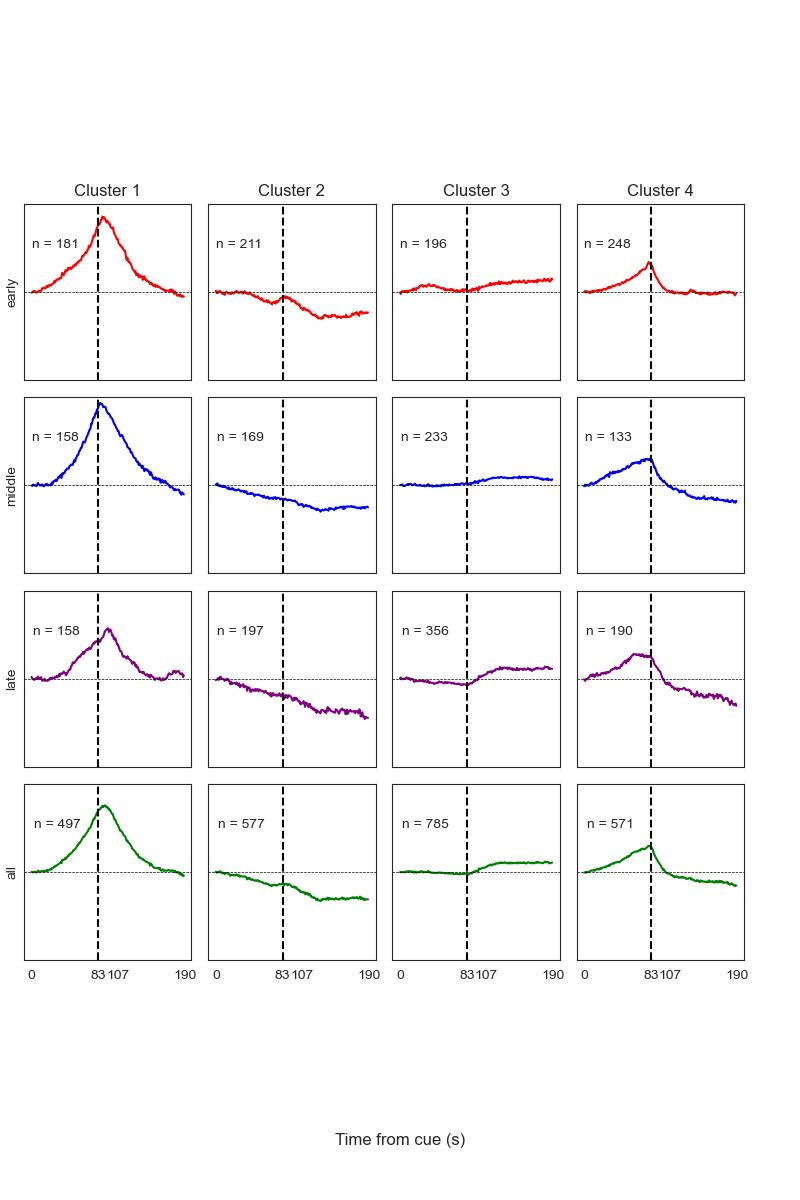 Cluster 1 Cluster 2 Cluster 3 Cluster 4
early
n = 181 n = 211 n = 196 n = 248
middle
n = 158 n = 169 n = 233 n = 133
late
n = 158 n = 197 n = 356 n = 190
all
n = 497 n = 577 n = 785 n = 571
0 83 107 190 0 83 107 190 0 83 107 190 0 83 107 190
Time from cue (s)